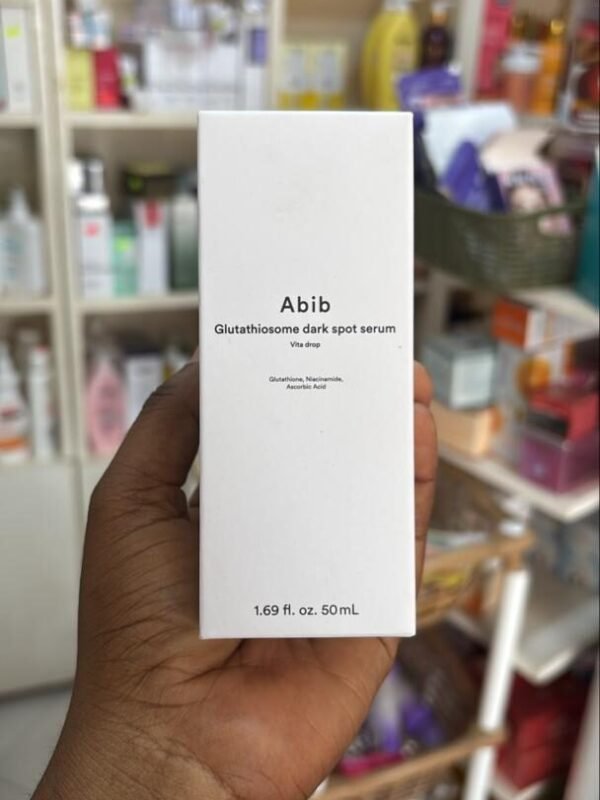 Abib
Glutathiosome dark spot serum
Vita drop
Glutathione, Niacinamide,
Ascorbic Acid
1.69 fl. oz. 50mL